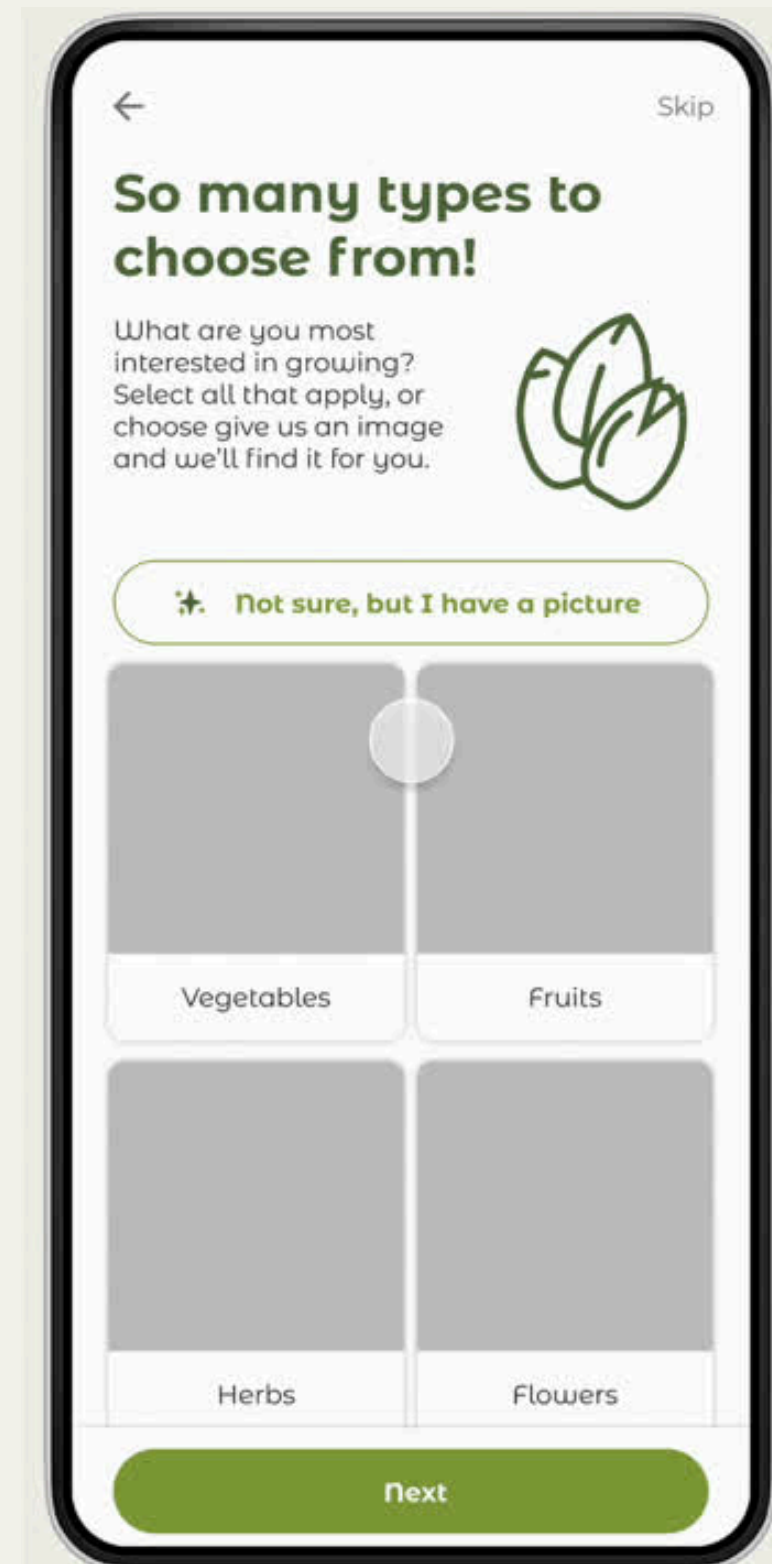 Skip
So many types to
choose from!
What are you most
interested in growing?
Select all that apply, or
choose give us an image
and we'll find it for you.
Not sure, but I have a picture
Vegetables
Fruits
Herbs
Flowers
Next